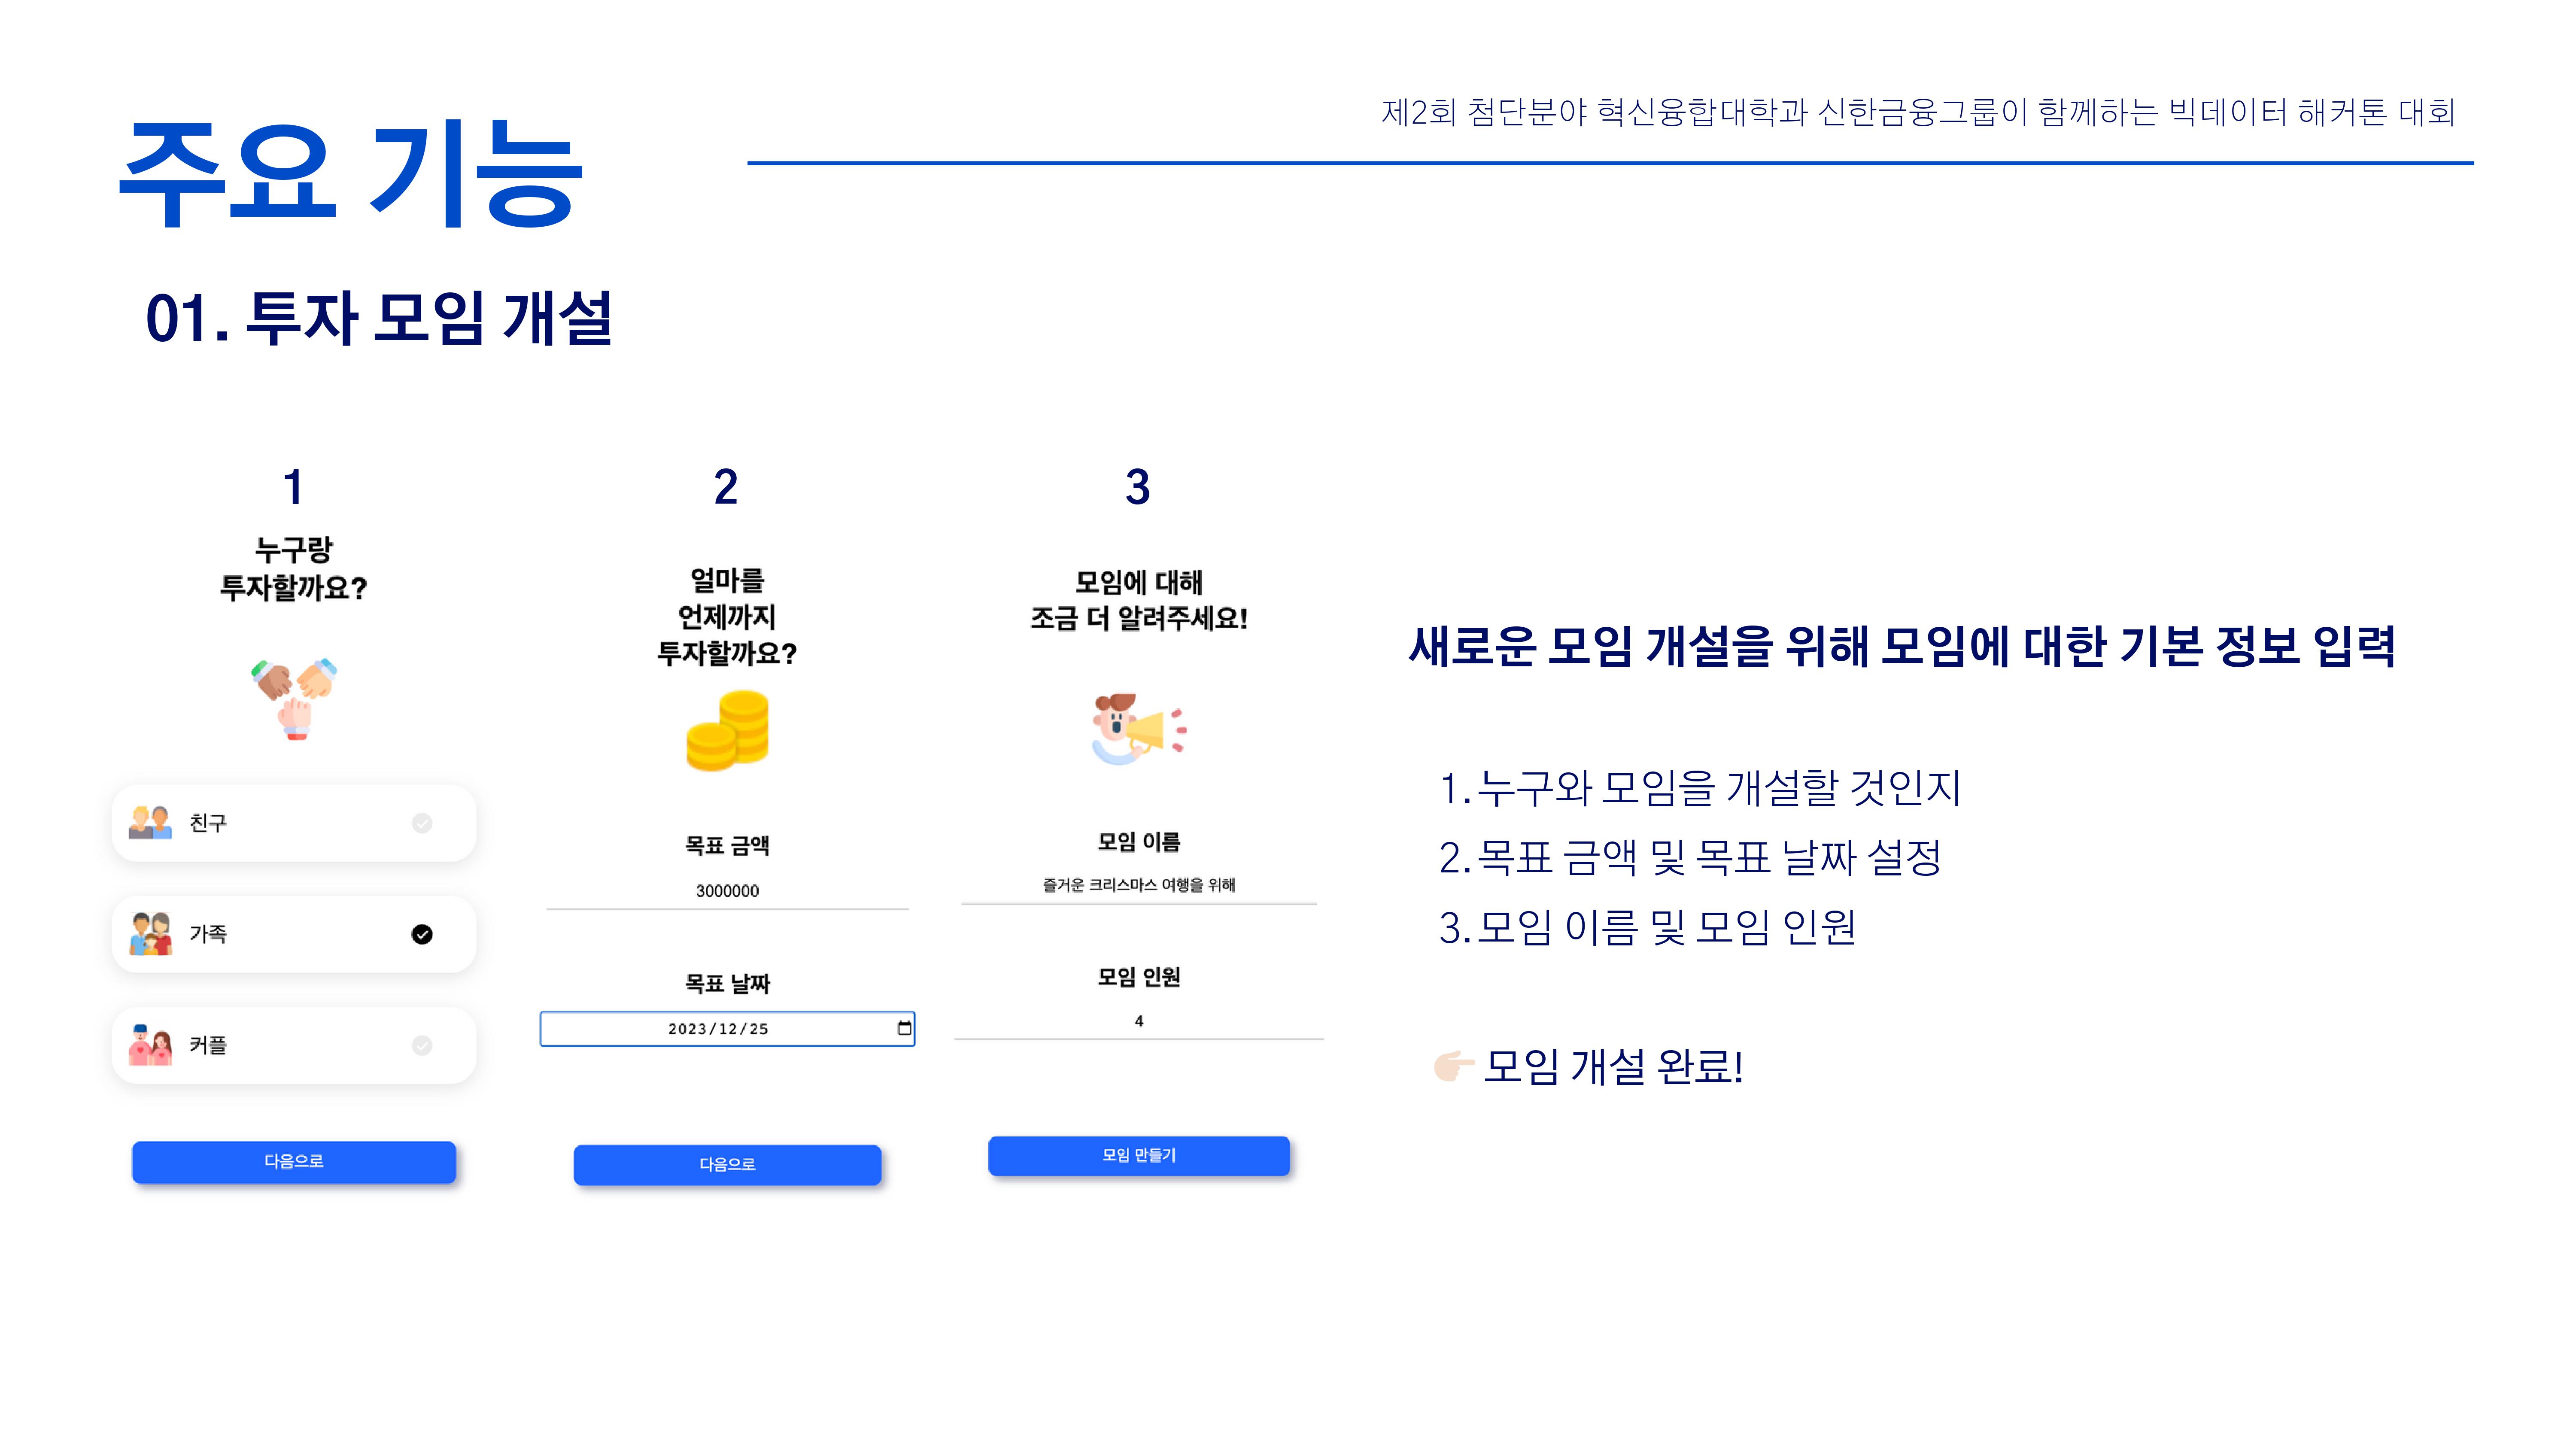 제2회 첨단분야 혁신융합대학과 신한금융그룹이 함께하는 빅데이터 해커톤 대회
주요 기능
01. 투자 모임 개설
1
누구랑
투자할까요?
친구
가족
커플
다음으로
2
얼마를
언제까지
투자할까요?
목표 금액
3000000
목표 날짜
2023/12/25
다음으로
3
모임에 대해
조금 더 알려주세요!
모임 이름
즐거운 크리스마스 여행을 위해
모임 인원
4
모임 만들기
새로운 모임 개설을 위해 모임에 대한 기본 정보 입력
1. 누구와 모임을 개설할 것인지
2. 목표 금액 및 목표 날짜 설정
3. 모임 이름 및 모임 인원
👉🏻 모임 개설 완료!